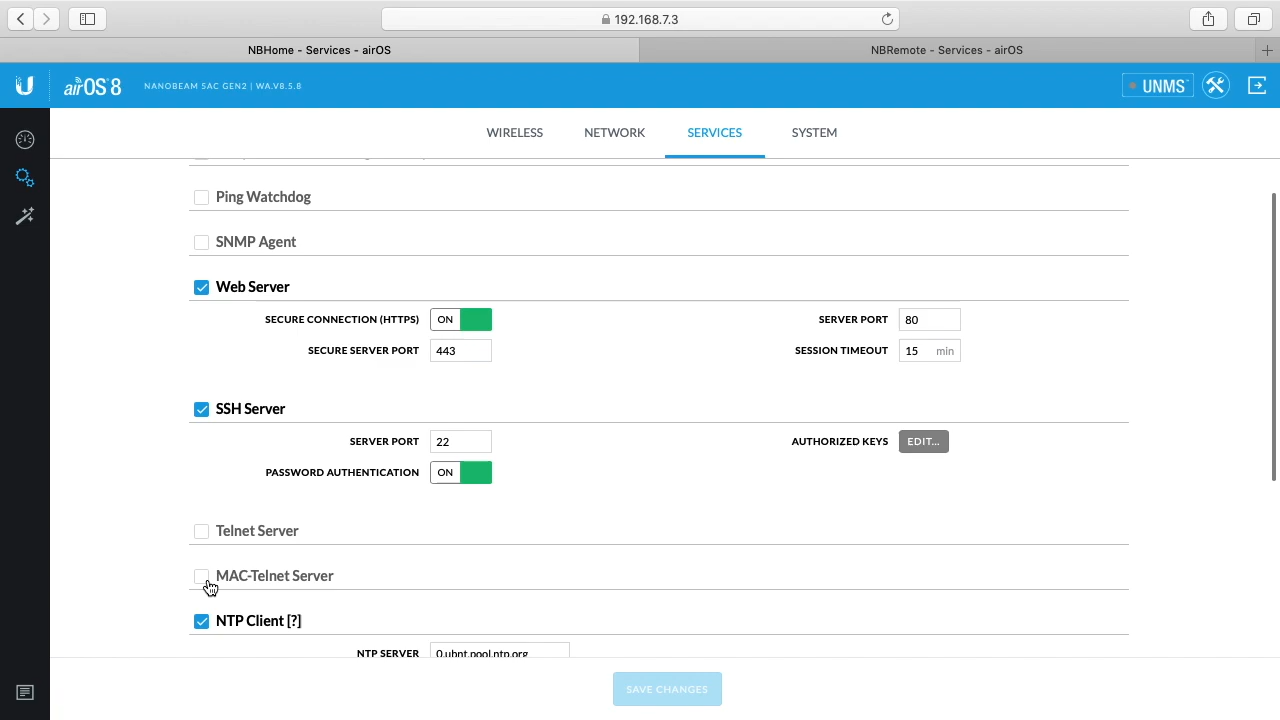 192.168.7.3
NBHome - Services - airOS
NBRemote - Services - airOS
airOS 8
NANOBEAM 5AC GEN2 | WA.V8.5.8
UNMS
WIRELESS NETWORK SERVICES SYSTEM
Ping Watchdog
SNMP Agent
Web Server
SECURE CONNECTION (HTTPS) ON
SERVER PORT 80
SECURE SERVER PORT 443
SESSION TIMEOUT 15 min
SSH Server
SERVER PORT 22
AUTHORIZED KEYS EDIT...
PASSWORD AUTHENTICATION ON
Telnet Server
MAC-Telnet Server
NTP Client [?]
NTP SERVER 0.ubnt.pool.ntp.org
SAVE CHANGES